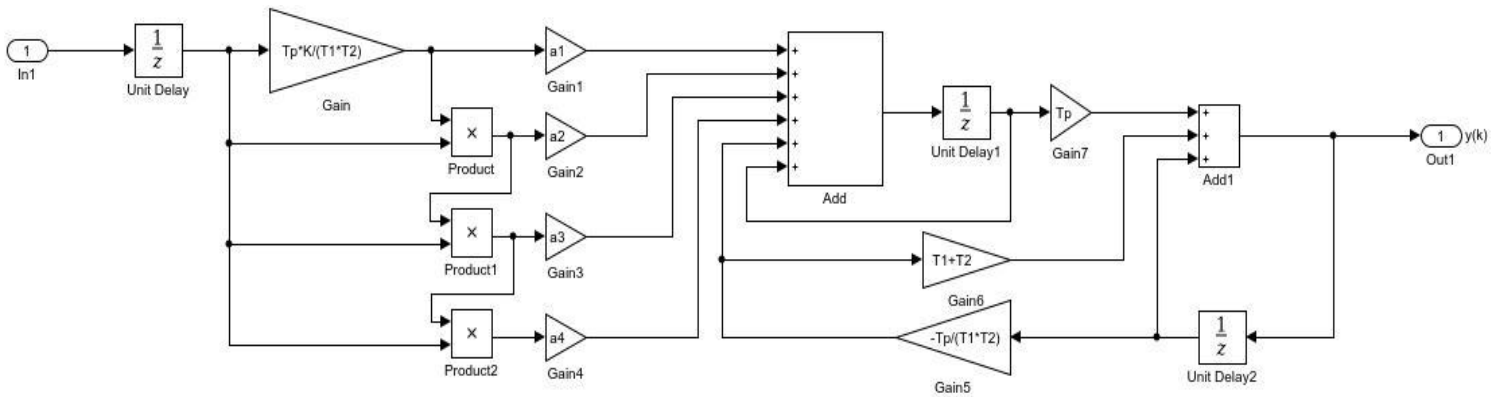 1
In1
1
z
Unit Delay
Tp*K/(T1*T2)
Gain
a1
Gain1
×
Product
a2
Gain2
×
Product1
a3
Gain3
×
Product2
a4
Gain4
+
+
+
+
+
+
Add
1
z
Unit Delay1
Tp
Gain7
+
+
+
Add1
1
y(k)
Out1
T1+T2
Gain6
-Tp/(T1*T2)
Gain5
1
z
Unit Delay2